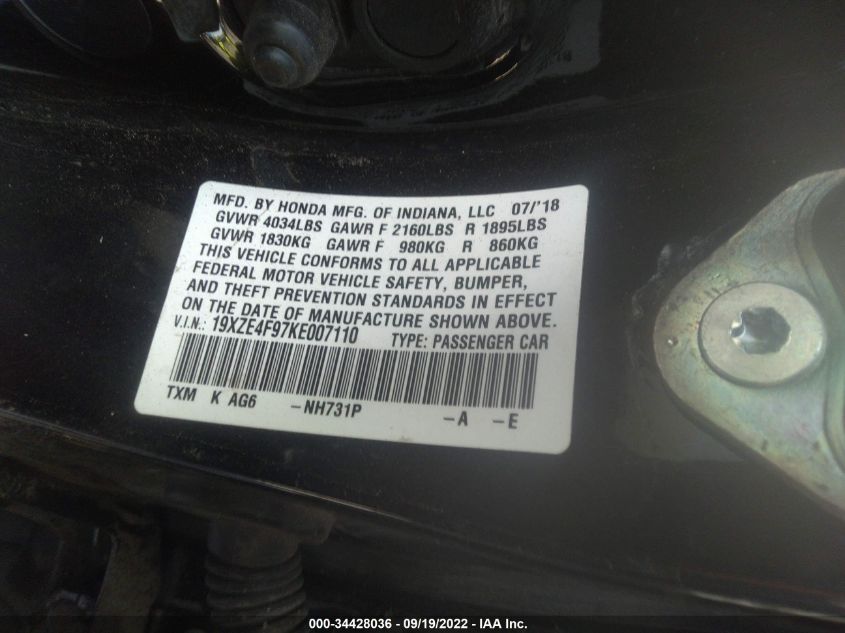 MFD. BY HONDA MFG. OF INDIANA, LLC 07/'18
GVWR 4034LBS GAWR F 2160LBS R 1895LBS
GVWR 1830KG GAWR F 980KG R 860KG
THIS VEHICLE CONFORMS TO ALL APPLICABLE
FEDERAL MOTOR VEHICLE SAFETY, BUMPER,
AND THEFT PREVENTION STANDARDS IN EFFECT
ON THE DATE OF MANUFACTURE SHOWN ABOVE.
V.I.N.: 19XZE4F97KE007110 TYPE: PASSENGER CAR
TXM K AG6 -NH731P -A -E
000-34428036 - 09/19/2022 - IAA Inc.